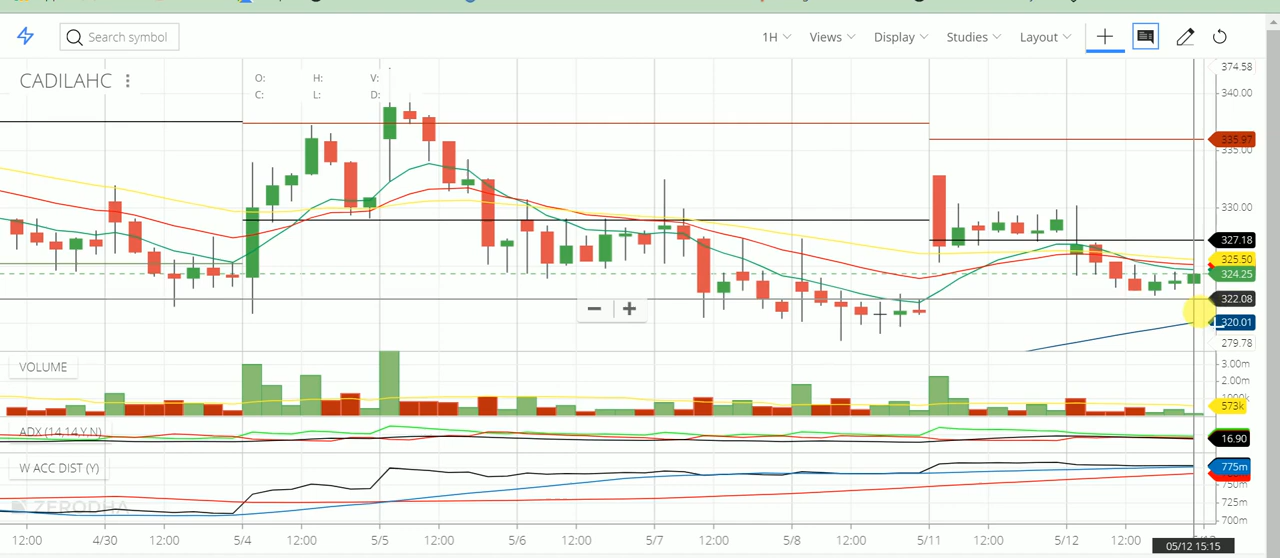 Search symbol
1H Views Display Studies Layout
CADILAHC
O: H: V:
C: L: D:
374.58
340.00
335.97
335.00
330.00
327.18
325.50
324.25
322.08
320.01
279.78
VOLUME
3.00m
2.00m
573k
ADX (14,14,Y,N)
16.90
W ACC DIST (Y)
775m
750m
725m
700m
ZERODHA
12:00 4/30 12:00 5/4 12:00 5/5 12:00 5/6 12:00 5/7 12:00 5/8 12:00 5/11 12:00 5/12 12:00
05/12 15:15